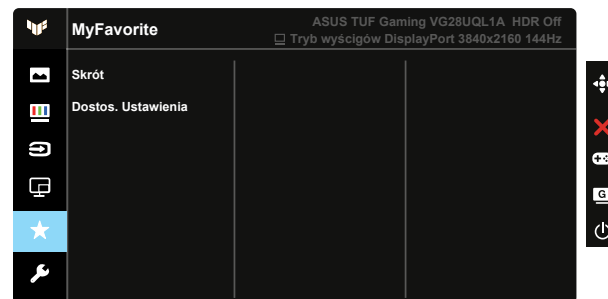 MyFavorite
ASUS TUF Gaming VG28UQL1A HDR Off
Tryb wyścigów DisplayPort 3840x2160 144Hz
Skrót
Dostos. Ustawienia
G